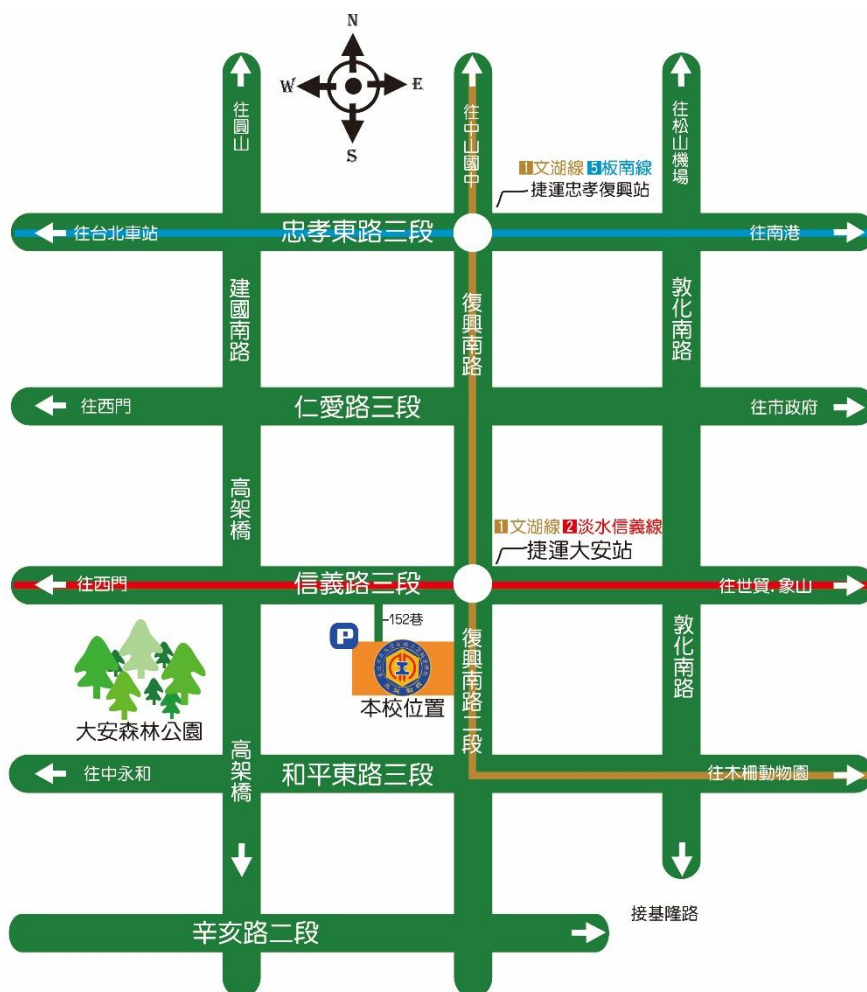 N
W
E
S
往圓山
往中山國中
往松山機場
1文湖線 5板南線
捷運忠孝復興站
往台北車站
忠孝東路三段
往南港
建國南路
復興南路
敦化南路
往西門
仁愛路三段
往市政府
高架橋
1文湖線 2淡水信義線
捷運大安站
往西門
信義路三段
往世貿.象山
152巷
P
復興南路二段
敦化南路
大安森林公園
本校位置
高架橋
往中永和
和平東路三段
往木柵動物園
接基隆路
辛亥路二段